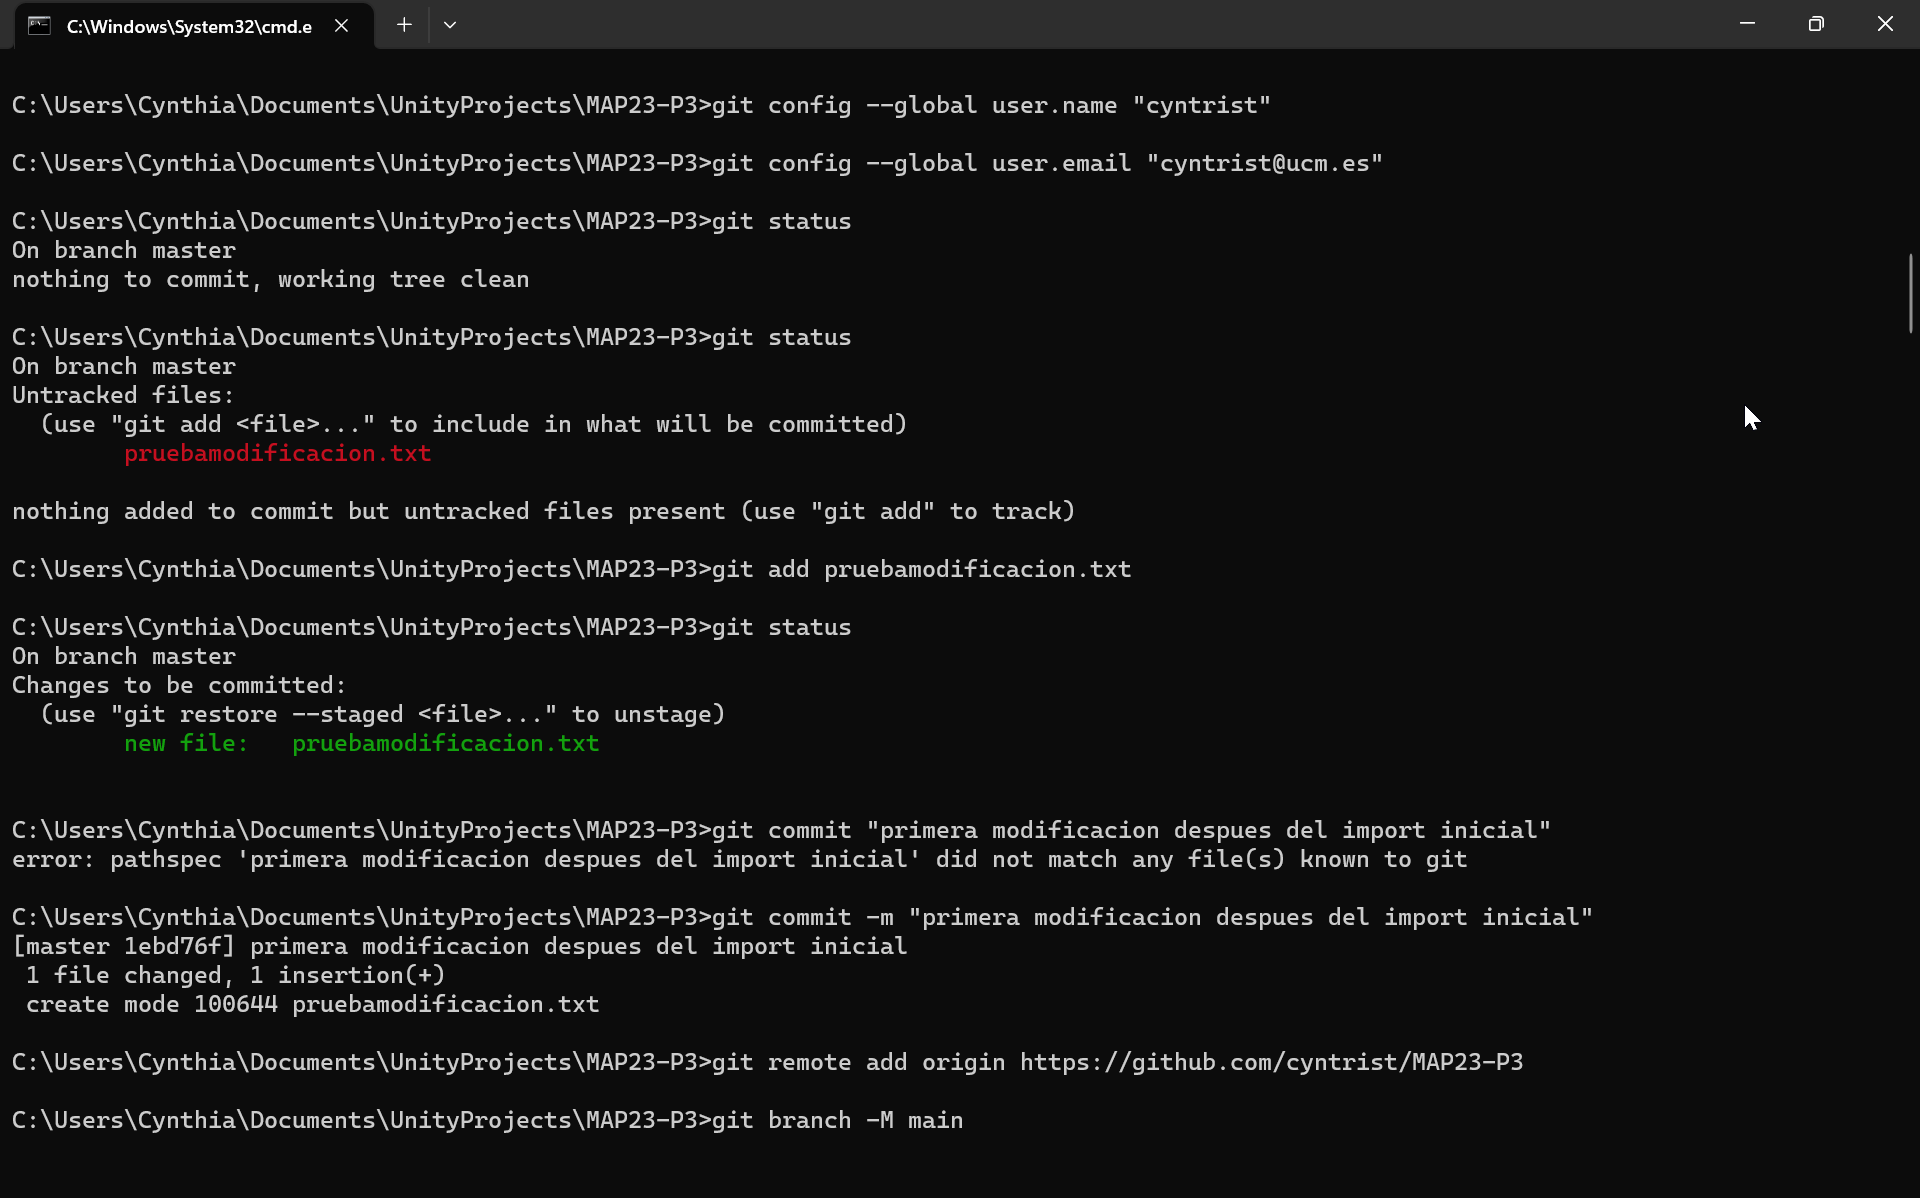 C:\Windows\System32\cmd.e
C:\Users\Cynthia\Documents\UnityProjects\MAP23-P3>git config --global user.name "cyntrist"
C:\Users\Cynthia\Documents\UnityProjects\MAP23-P3>git config --global user.email "cyntrist@ucm.es"
C:\Users\Cynthia\Documents\UnityProjects\MAP23-P3>git status
On branch master
nothing to commit, working tree clean
C:\Users\Cynthia\Documents\UnityProjects\MAP23-P3>git status
On branch master
Untracked files:
  (use "git add <file>..." to include in what will be committed)
        pruebamodificacion.txt
nothing added to commit but untracked files present (use "git add" to track)
C:\Users\Cynthia\Documents\UnityProjects\MAP23-P3>git add pruebamodificacion.txt
C:\Users\Cynthia\Documents\UnityProjects\MAP23-P3>git status
On branch master
Changes to be committed:
  (use "git restore --staged <file>..." to unstage)
        new file:   pruebamodificacion.txt
C:\Users\Cynthia\Documents\UnityProjects\MAP23-P3>git commit "primera modificacion despues del import inicial"
error: pathspec 'primera modificacion despues del import inicial' did not match any file(s) known to git
C:\Users\Cynthia\Documents\UnityProjects\MAP23-P3>git commit -m "primera modificacion despues del import inicial"
[master 1ebd76f] primera modificacion despues del import inicial
 1 file changed, 1 insertion(+)
 create mode 100644 pruebamodificacion.txt
C:\Users\Cynthia\Documents\UnityProjects\MAP23-P3>git remote add origin https://github.com/cyntrist/MAP23-P3
C:\Users\Cynthia\Documents\UnityProjects\MAP23-P3>git branch -M main